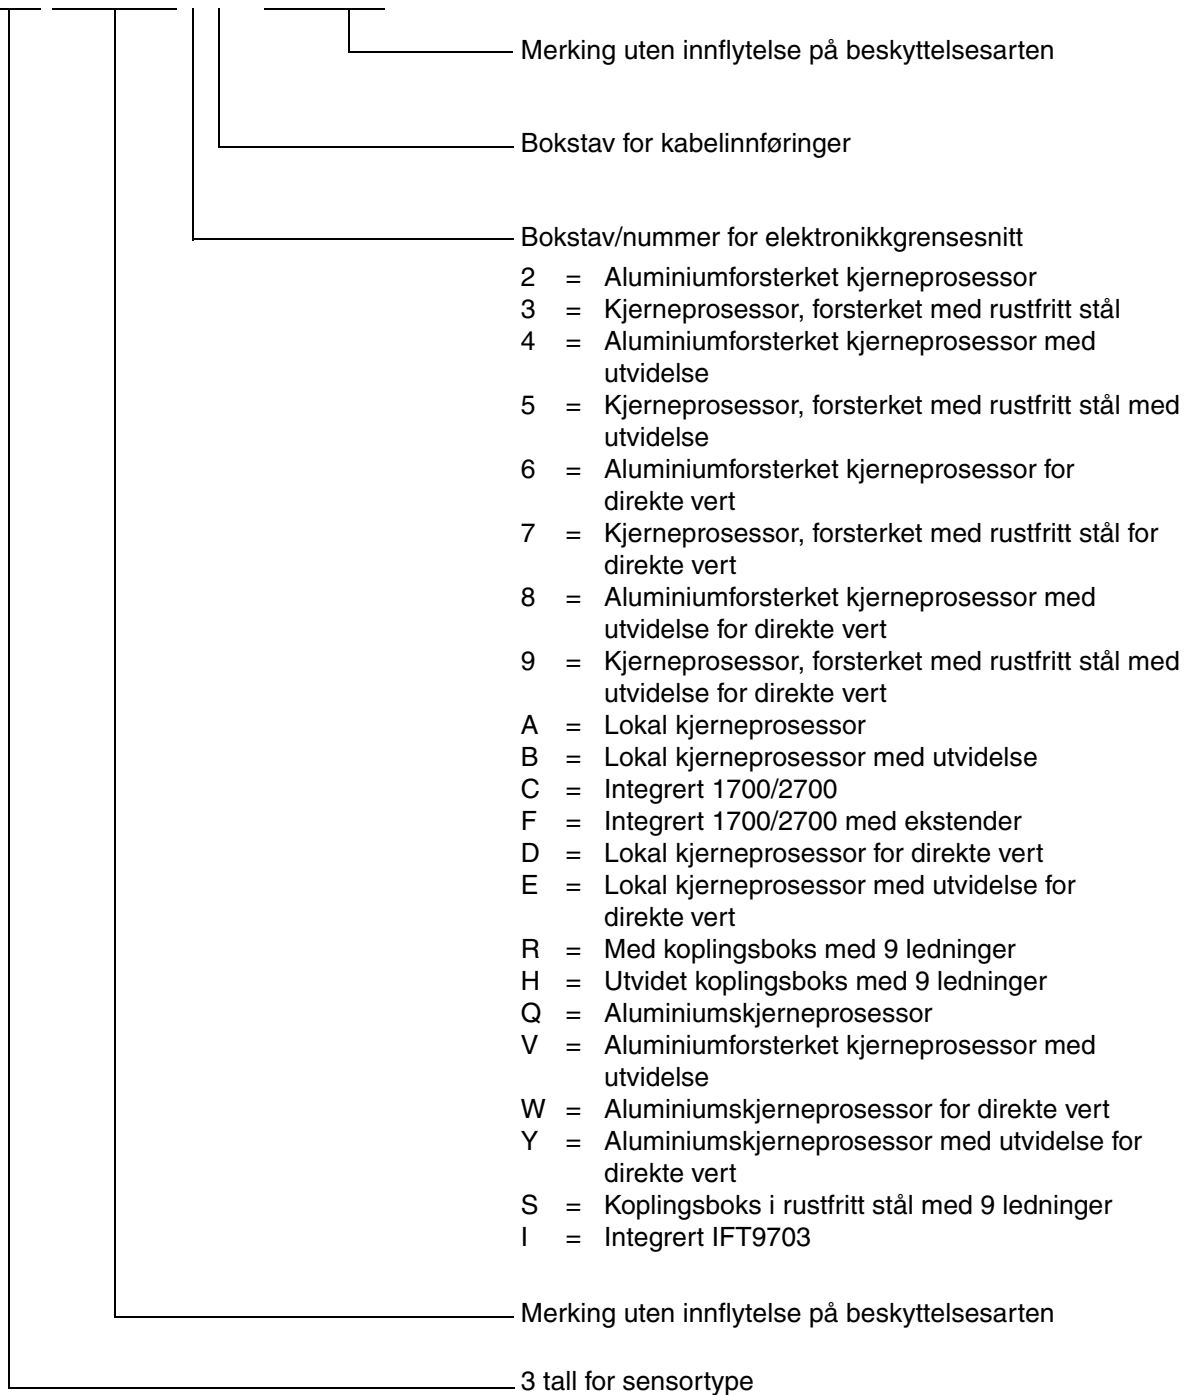 Merking uten innflytelse på beskyttelsesarten
Bokstav for kabelinnføringer
Bokstav/nummer for elektronikkgrensesnitt
2 = Aluminiumforsterket kjerneprosessor
3 = Kjerneprosessor, forsterket med rustfritt stål
4 = Aluminiumforsterket kjerneprosessor med
utvidelse
5 = Kjerneprosessor, forsterket med rustfritt stål med
utvidelse
6 = Aluminiumforsterket kjerneprosessor for
direkte vert
7 = Kjerneprosessor, forsterket med rustfritt stål for
direkte vert
8 = Aluminiumforsterket kjerneprosessor med
utvidelse for direkte vert
9 = Kjerneprosessor, forsterket med rustfritt stål med
utvidelse for direkte vert
A = Lokal kjerneprosessor
B = Lokal kjerneprosessor med utvidelse
C = Integrert 1700/2700
F = Integrert 1700/2700 med ekstender
D = Lokal kjerneprosessor for direkte vert
E = Lokal kjerneprosessor med utvidelse for
direkte vert
R = Med koplingsboks med 9 ledninger
H = Utvidet koplingsboks med 9 ledninger
Q = Aluminiumskjerneprosessor
V = Aluminiumforsterket kjerneprosessor med
utvidelse
W = Aluminiumskjerneprosessor for direkte vert
Y = Aluminiumskjerneprosessor med utvidelse for
direkte vert
S = Koplingsboks i rustfritt stål med 9 ledninger
I = Integrert IFT9703
Merking uten innflytelse på beskyttelsesarten
3 tall for sensortype